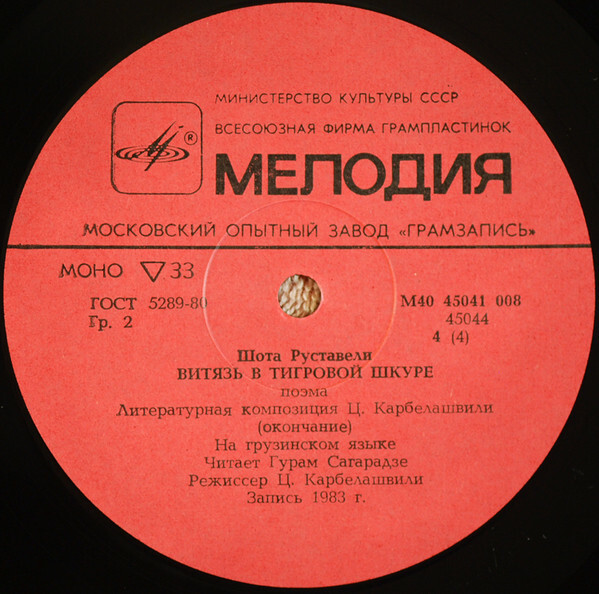 МИНИСТЕРСТВО КУЛЬТУРЫ СССР
ВСЕСОЮЗНАЯ ФИРМА ГРАМПЛАСТИНОК
®
МЕЛОДИЯ
МОСКОВСКИЙ ОПЫТНЫЙ ЗАВОД «ГРАМЗАПИСЬ»
МОНО ▽ 33
ГОСТ 5289-80
Гр. 2
М40 45041 008
45044
4 (4)
Шота Руставели
ВИТЯЗЬ В ТИГРОВОЙ ШКУРЕ
поэма
Литературная композиция Ц. Карбелашвили
(окончание)
На грузинском языке
Читает Гурам Сагарадзе
Режиссер Ц. Карбелашвили
Запись 1983 г.